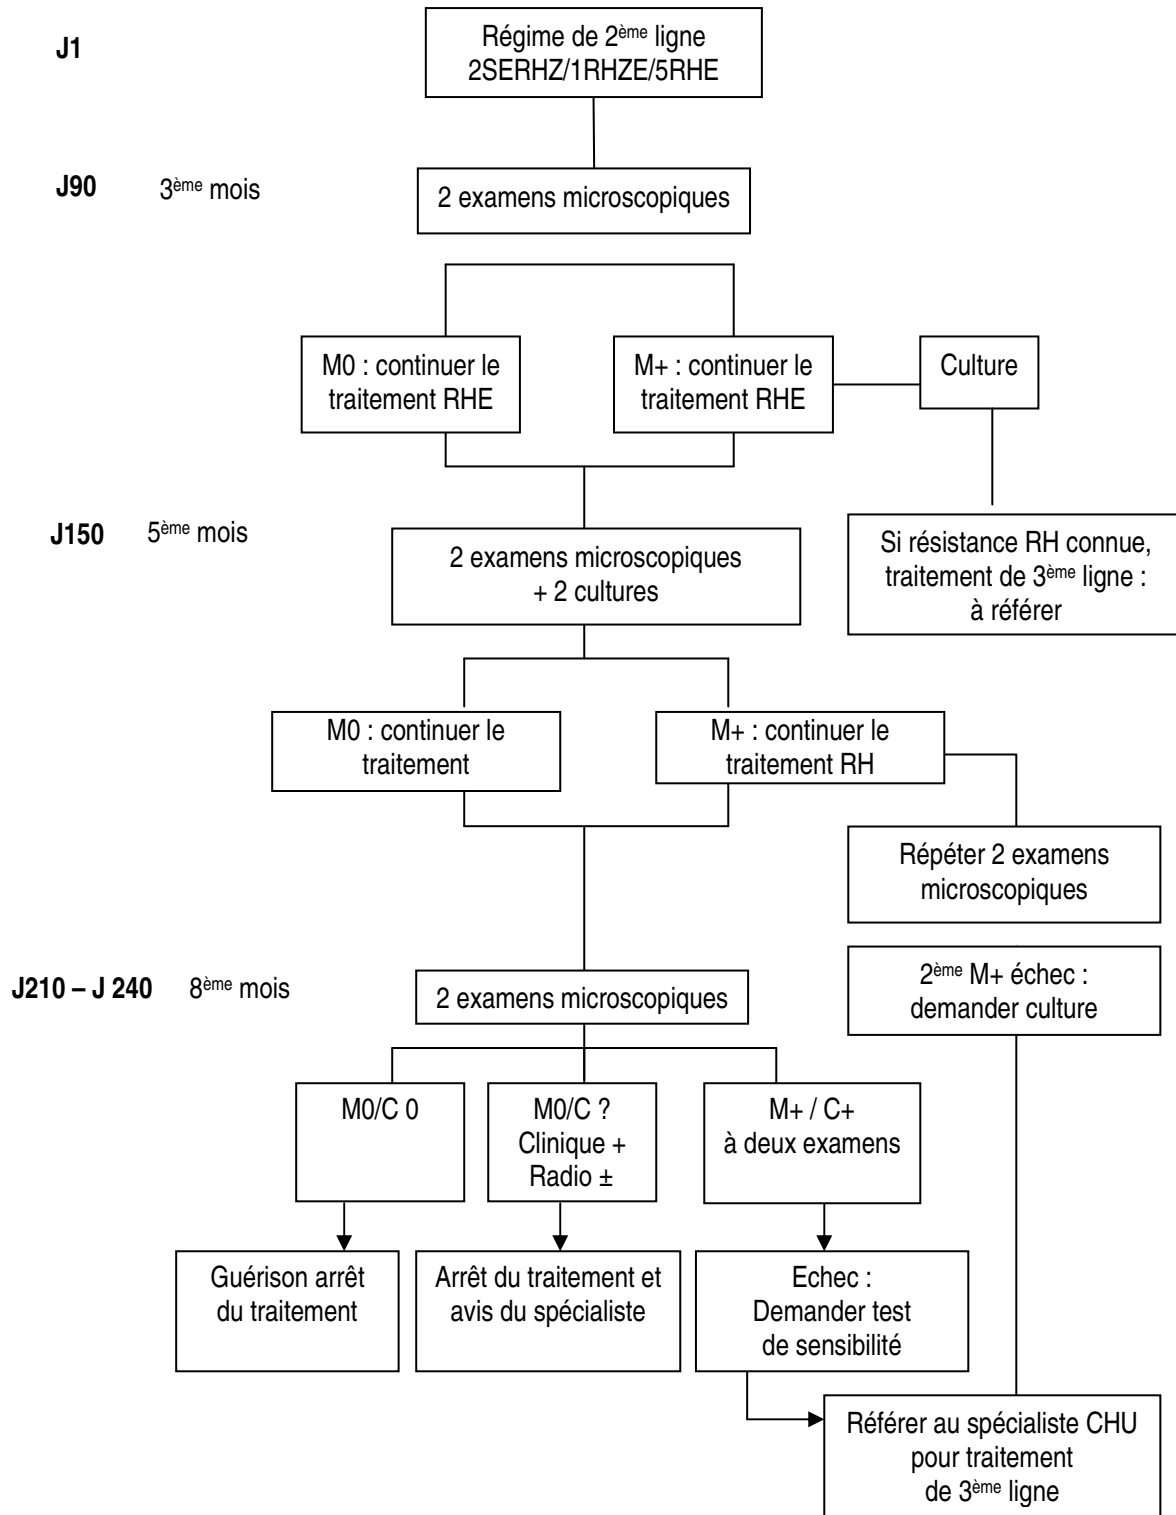 J1
Régime de 2ème ligne
2SERHZ/1RHZE/5RHE
J90 3ème mois
2 examens microscopiques
M0 : continuer le
traitement RHE
M+ : continuer le
traitement RHE
Culture
J150 5ème mois
2 examens microscopiques
+ 2 cultures
Si résistance RH connue,
traitement de 3ème ligne :
à référer
M0 : continuer le
traitement
M+ : continuer le
traitement RH
Répéter 2 examens
microscopiques
J210 – J 240 8ème mois
2 examens microscopiques
2ème M+ échec :
demander culture
M0/C 0
M0/C ?
Clinique +
Radio ±
M+ / C+
à deux examens
Guérison arrêt
du traitement
Arrêt du traitement et
avis du spécialiste
Echec :
Demander test
de sensibilité
Référer au spécialiste CHU
pour traitement
de 3ème ligne